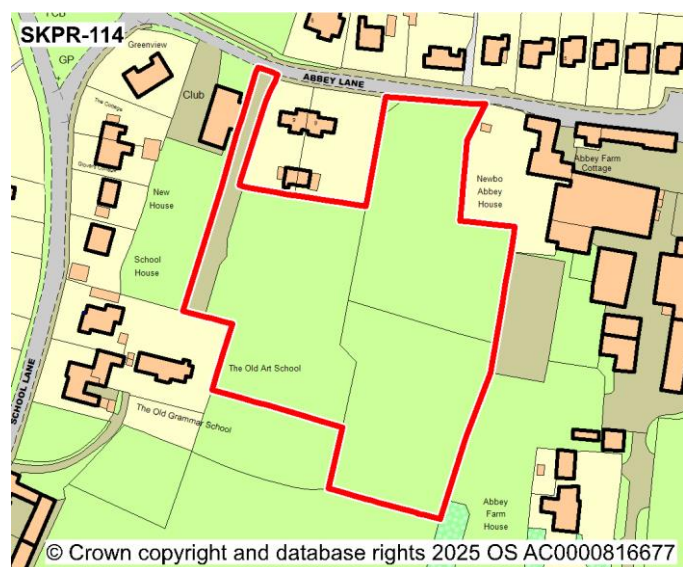 TCB
SKPR-114
GP
Greenview
ABBEY LANE
Club
The Cottage
Abbey Farm
Cottage
New
House
Newbo
Abbey
House
School
House
The Old Art School
The Old Grammar School
SCHOOL LANE
Abbey
Farm
House
© Crown copyright and database rights 2025 OS AC0000816677